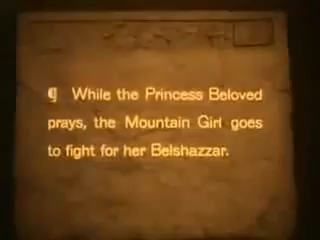 ¶ While the Princess Beloved
prays, the Mountain Girl goes
to fight for her Belshazzar.